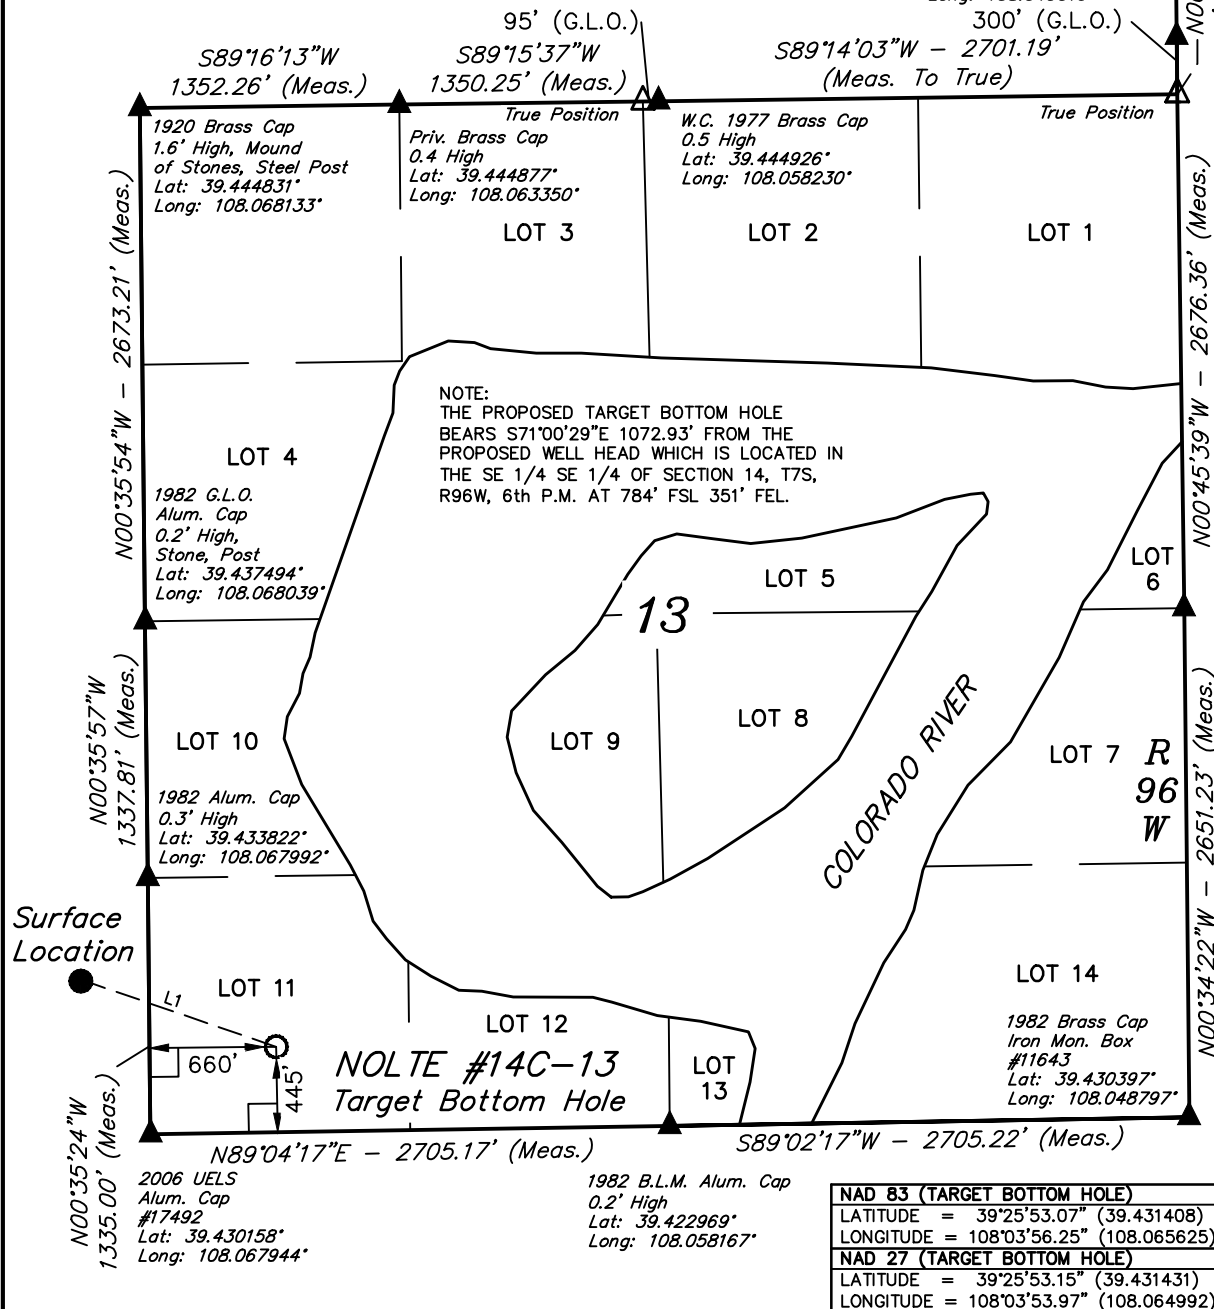 95' (G.L.O.)
300' (G.L.O.)
S89°16'13"W
1352.26' (Meas.)
S89°15'37"W
1350.25' (Meas.)
S89°14'03"W - 2701.19'
(Meas. To True)
True Position
True Position
1920 Brass Cap
1.6' High, Mound
of Stones, Steel Post
Lat: 39.444831°
Long: 108.068133°
Priv. Brass Cap
0.4 High
Lat: 39.444877°
Long: 108.063350°
W.C. 1977 Brass Cap
0.5 High
Lat: 39.444926°
Long: 108.058230°
LOT 3
LOT 2
LOT 1
N00°35'54"W - 2673.21' (Meas.)
N00°45'39"W - 2676.36' (Meas.)
NOTE:
THE PROPOSED TARGET BOTTOM HOLE
BEARS S71°00'29"E 1072.93' FROM THE
PROPOSED WELL HEAD WHICH IS LOCATED IN
THE SE 1/4 SE 1/4 OF SECTION 14, T7S,
R96W, 6th P.M. AT 784' FSL 351' FEL.
LOT 4
1982 G.L.O.
Alum. Cap
0.2' High,
Stone, Post
Lat: 39.437494°
Long: 108.068039°
LOT 5
LOT
6
13
N00°35'57"W
1337.81' (Meas.)
LOT 10
LOT 9
LOT 8
LOT 7
R
96
W
COLORADO RIVER
N00°34'22"W - 2651.23' (Meas.)
1982 Alum. Cap
0.3' High
Lat: 39.433822°
Long: 108.067992°
Surface
Location
L1
LOT 11
LOT 12
LOT
13
LOT 14
660'
445'
NOLTE #14C-13
Target Bottom Hole
1982 Brass Cap
Iron Mon. Box
#11643
Lat: 39.430397°
Long: 108.048797°
N00°35'24"W
1335.00' (Meas.)
N89°04'17"E - 2705.17' (Meas.)
S89°02'17"W - 2705.22' (Meas.)
2006 UELS
Alum. Cap
#17492
Lat: 39.430158°
Long: 108.067944°
1982 B.L.M. Alum. Cap
0.2' High
Lat: 39.422969°
Long: 108.058167°
NAD 83 (TARGET BOTTOM HOLE)
LATITUDE = 39°25'53.07" (39.431408)
LONGITUDE = 108°03'56.25" (108.065625)
NAD 27 (TARGET BOTTOM HOLE)
LATITUDE = 39°25'53.15" (39.431431)
LONGITUDE = 108°03'53.97" (108.064992)